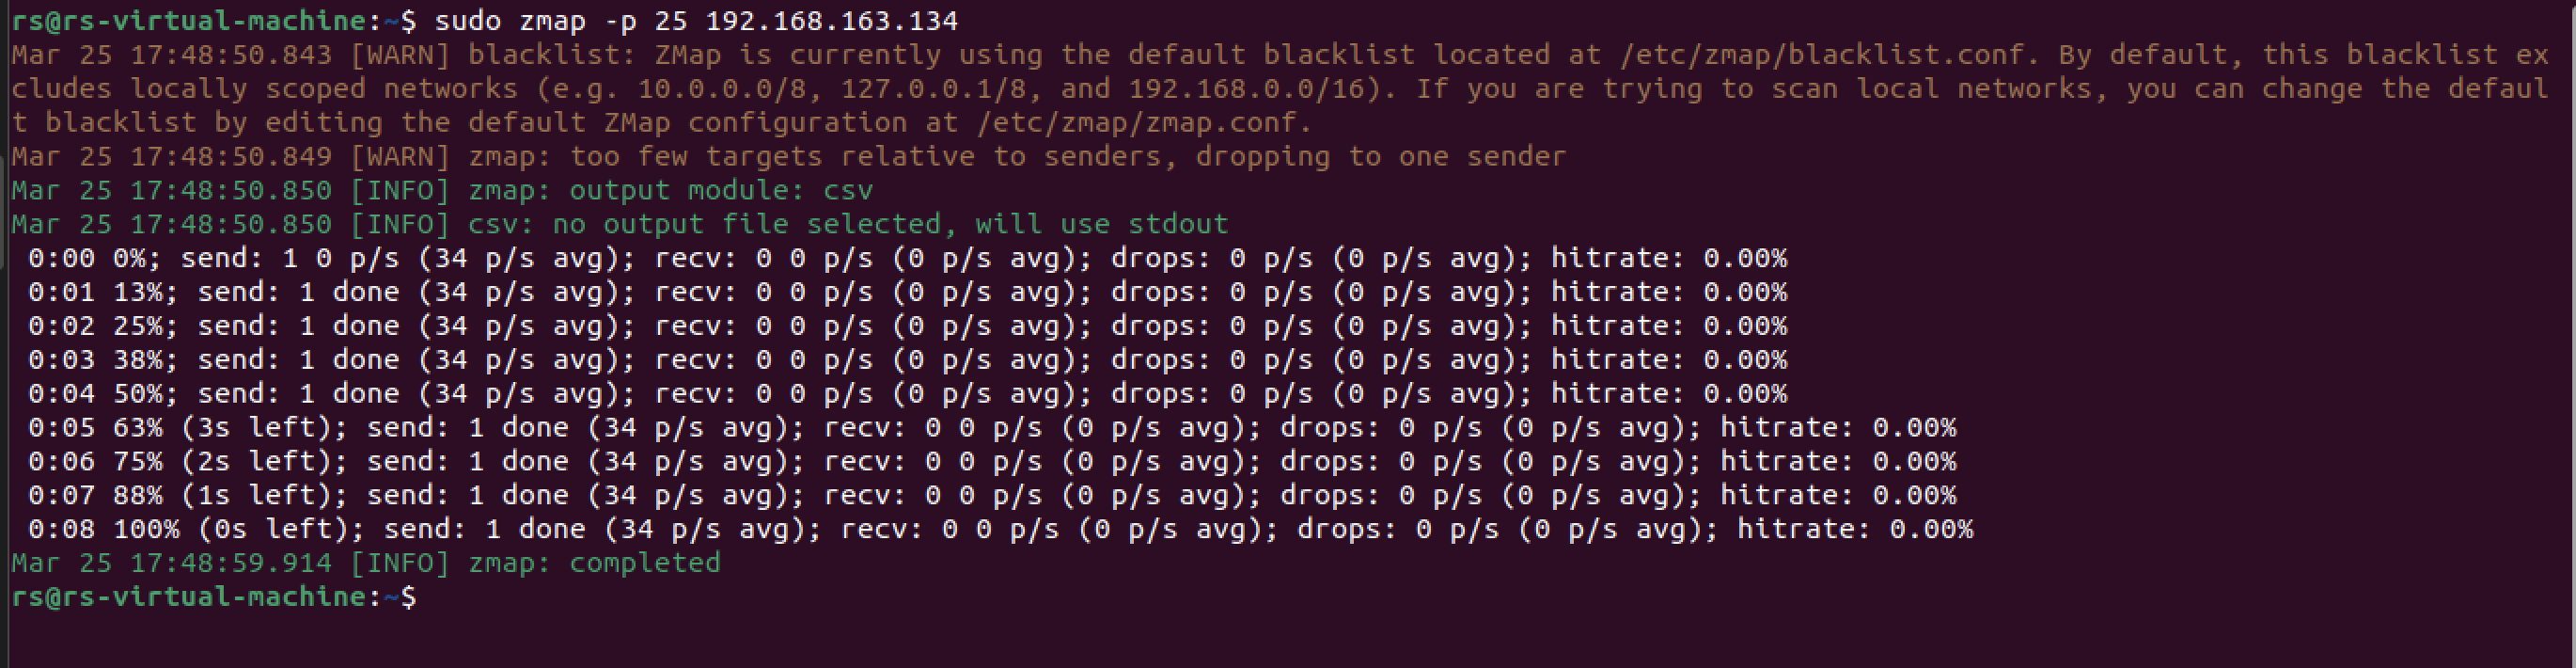 rs@rs-virtual-machine:~$ sudo zmap -p 25 192.168.163.134
Mar 25 17:48:50.843 [WARN] blacklist: ZMap is currently using the default blacklist located at /etc/zmap/blacklist.conf. By default, this blacklist ex
cludes locally scoped networks (e.g. 10.0.0.0/8, 127.0.0.1/8, and 192.168.0.0/16). If you are trying to scan local networks, you can change the defaul
t blacklist by editing the default ZMap configuration at /etc/zmap/zmap.conf.
Mar 25 17:48:50.849 [WARN] zmap: too few targets relative to senders, dropping to one sender
Mar 25 17:48:50.850 [INFO] zmap: output module: csv
Mar 25 17:48:50.850 [INFO] csv: no output file selected, will use stdout
 0:00 0%; send: 1 0 p/s (34 p/s avg); recv: 0 0 p/s (0 p/s avg); drops: 0 p/s (0 p/s avg); hitrate: 0.00%
 0:01 13%; send: 1 done (34 p/s avg); recv: 0 0 p/s (0 p/s avg); drops: 0 p/s (0 p/s avg); hitrate: 0.00%
 0:02 25%; send: 1 done (34 p/s avg); recv: 0 0 p/s (0 p/s avg); drops: 0 p/s (0 p/s avg); hitrate: 0.00%
 0:03 38%; send: 1 done (34 p/s avg); recv: 0 0 p/s (0 p/s avg); drops: 0 p/s (0 p/s avg); hitrate: 0.00%
 0:04 50%; send: 1 done (34 p/s avg); recv: 0 0 p/s (0 p/s avg); drops: 0 p/s (0 p/s avg); hitrate: 0.00%
 0:05 63% (3s left); send: 1 done (34 p/s avg); recv: 0 0 p/s (0 p/s avg); drops: 0 p/s (0 p/s avg); hitrate: 0.00%
 0:06 75% (2s left); send: 1 done (34 p/s avg); recv: 0 0 p/s (0 p/s avg); drops: 0 p/s (0 p/s avg); hitrate: 0.00%
 0:07 88% (1s left); send: 1 done (34 p/s avg); recv: 0 0 p/s (0 p/s avg); drops: 0 p/s (0 p/s avg); hitrate: 0.00%
 0:08 100% (0s left); send: 1 done (34 p/s avg); recv: 0 0 p/s (0 p/s avg); drops: 0 p/s (0 p/s avg); hitrate: 0.00%
Mar 25 17:48:59.914 [INFO] zmap: completed
rs@rs-virtual-machine:~$